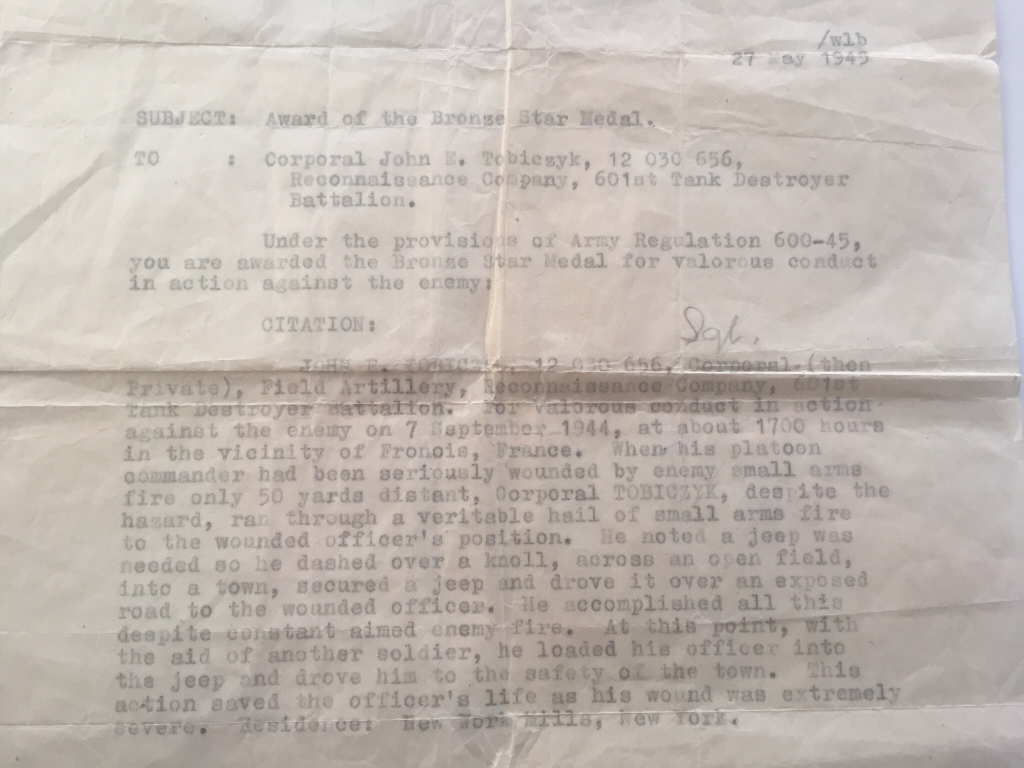 /wlb
27 May 1945
SUBJECT: Award of the Bronze Star Medal.
TO : Corporal John E. Tobiczyk, 12 030 656,
Reconnaissance Company, 601st Tank Destroyer
Battalion.
Under the provisions of Army Regulation 600-45,
you are awarded the Bronze Star Medal for valorous conduct
in action against the enemy:
CITATION:
Sgt.
JOHN E. TOBICZYK, 12 030 656, Corporal (then
Private), Field Artillery, Reconnaissance Company, 601st
Tank Destroyer Battalion. For valorous conduct in action
against the enemy on 7 September 1944, at about 1700 hours
in the vicinity of Fronois, France. When his platoon
commander had been seriously wounded by enemy small arms
fire only 50 yards distant, Corporal TOBICZYK, despite the
hazard, ran through a veritable hail of small arms fire
to the wounded officer's position. He noted a jeep was
needed so he dashed over a knoll, across an open field,
into a town, secured a jeep and drove it over an exposed
road to the wounded officer. He accomplished all this
despite constant aimed enemy fire. At this point, with
the aid of another soldier, he loaded his officer into
the jeep and drove him to the safety of the town. This
action saved the officer's life as his wound was extremely
severe. Residence: New York Mills, New York.